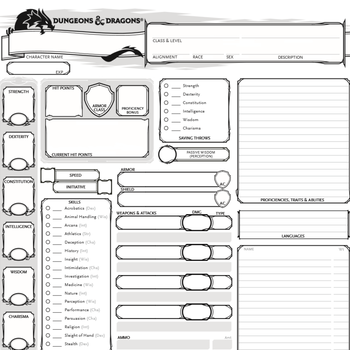 DUNGEONS & DRAGONS®
CLASS & LEVEL
CHARACTER NAME
ALIGNMENT RACE SEX DESCRIPTION
EXP
STRENGTH
DEXTERITY
CONSTITUTION
INTELLIGENCE
WISDOM
CHARISMA
HIT POINTS
ARMOR
CLASS
PROFICIENCY
BONUS
CURRENT HIT POINTS
Strength
Dexterity
Constitution
Intelligence
Wisdom
Charisma
SAVING THROWS
PASSIVE WISDOM
(PERCEPTION)
PROFICIENCIES, TRAITS & ABILITIES
SPEED
INITIATIVE
ARMOR
AC
SHIELD
AC
SKILLS
Acrobatics (Dex)
Animal Handling (Wis)
Arcana (Int)
Athletics (Str)
Deception (Cha)
History (Int)
Insight (Wis)
Intimidation (Cha)
Investigation (Int)
Medicine (Wis)
Nature (Int)
Perception (Wis)
Performance (Cha)
Persuasion (Cha)
Religion (Int)
Sleight of Hand (Dex)
Stealth (Dex)
WEAPONS & ATTACKS DMG TYPE
AMMO
LANGUAGES